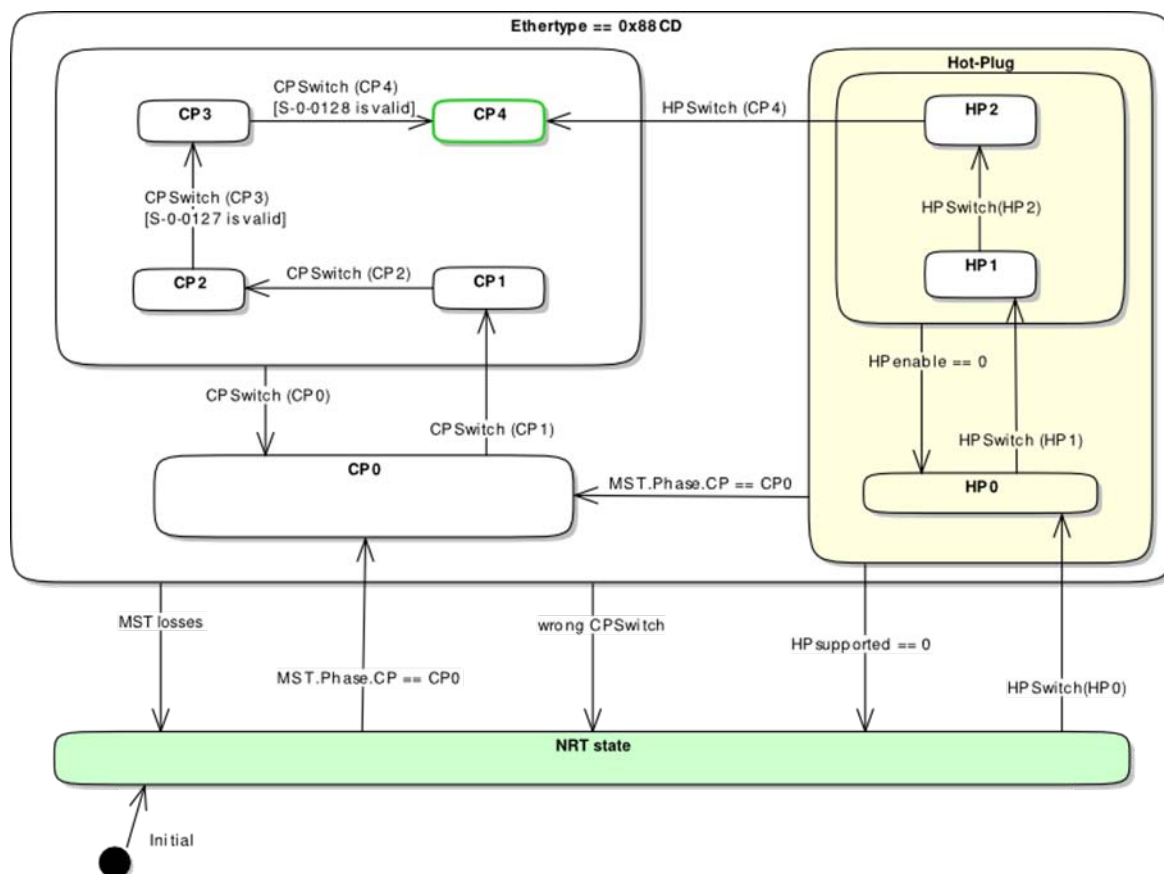 Ethertype == 0x88CD
Hot-Plug
CPSwitch (CP4)
[S-0-0128 is valid]
CP3
CP4
HPSwitch (CP4)
HP2
CPSwitch (CP3)
[S-0-0127 is valid]
HPSwitch(HP2)
CP2
CPSwitch (CP2)
CP1
HP1
HPenable == 0
CPSwitch (CP0)
CPSwitch (CP1)
HPSwitch (HP1)
CP0
MST.Phase.CP == CP0
HP0
MST losses
wrong CPSwitch
HPsupported == 0
MST.Phase.CP == CP0
HPSwitch(HP0)
NRT state
Initial